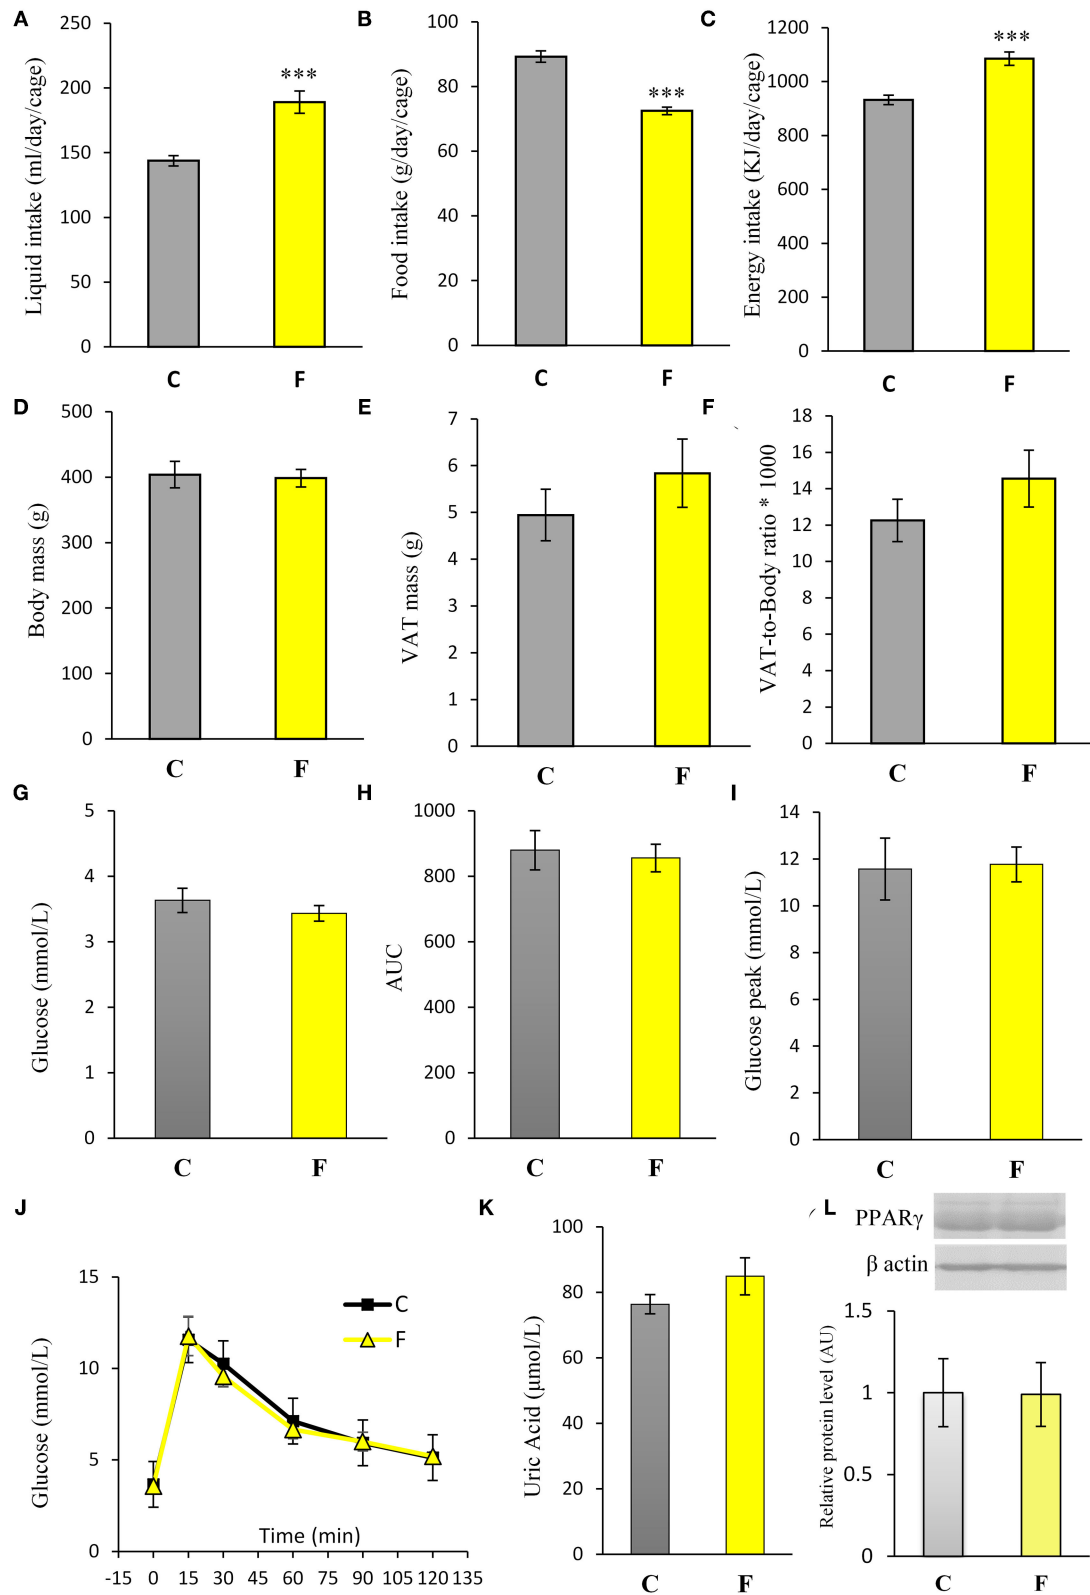 A
Liquid intake (ml/day/cage)
250
200
150
100
50
0
***
C F
B
Food intake (g/day/cage)
100
80
60
40
20
0
***
C F
C
Energy intake (KJ/day/cage)
1200
1000
800
600
400
200
0
***
C F
D
Body mass (g)
500
400
300
200
100
0
C F
E
VAT mass (g)
7
6
5
4
3
2
1
0
C F
F
VAT-to-Body ratio * 1000
18
16
14
12
10
8
6
4
2
0
C F
G
Glucose (mmol/L)
5
4
3
2
1
0
C F
H
AUC
1000
800
600
400
200
0
C F
I
Glucose peak (mmol/L)
14
12
10
8
6
4
2
0
C F
J
Glucose (mmol/L)
15
10
5
0
C
F
Time (min)
-15 0 15 30 45 60 75 90 105 120 135
K
Uric Acid (μmol/L)
100
80
60
40
20
0
C F
L
PPARγ
β actin
Relative protein level (AU)
1.5
1
0.5
0
C F